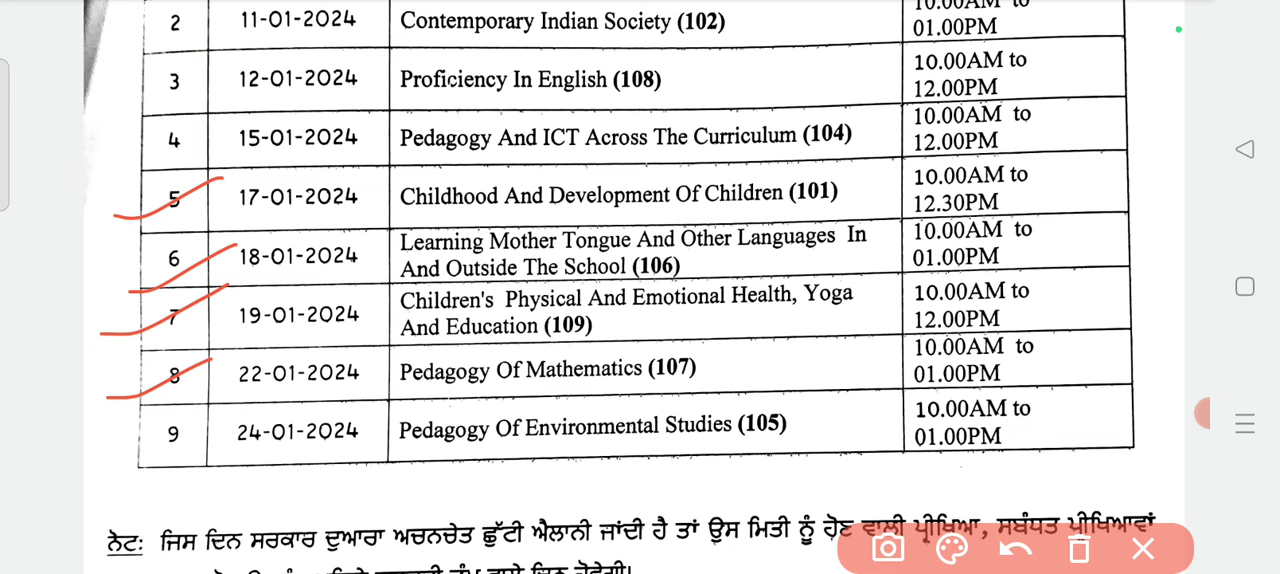 2 11-01-2024 Contemporary Indian Society (102) 10.00AM to
01.00PM
3 12-01-2024 Proficiency In English (108) 10.00AM to
12.00PM
4 15-01-2024 Pedagogy And ICT Across The Curriculum (104) 10.00AM to
12.00PM
5 17-01-2024 Childhood And Development Of Children (101) 10.00AM to
12.30PM
6 18-01-2024 Learning Mother Tongue And Other Languages In 10.00AM to
And Outside The School (106) 01.00PM
7 19-01-2024 Children's Physical And Emotional Health, Yoga 10.00AM to
And Education (109) 12.00PM
8 22-01-2024 Pedagogy Of Mathematics (107) 10.00AM to
01.00PM
9 24-01-2024 Pedagogy Of Environmental Studies (105) 10.00AM to
01.00PM
ਨੋਟ: ਜਿਸ ਦਿਨ ਸਰਕਾਰ ਦੁਆਰਾ ਅਚਨਚੇਤ ਛੁੱਟੀ ਐਲਾਨੀ ਜਾਂਦੀ ਹੈ ਤਾਂ ਉਸ ਮਿਤੀ ਨੂੰ ਹੋਣ ਵਾਲੀ ਪ੍ਰੀਖਿਆ, ਸਬੰਧਤ ਪ੍ਰੀਖਿਆਵਾਂ
ਦਿਨ ਹੋਵੇਗੀ।